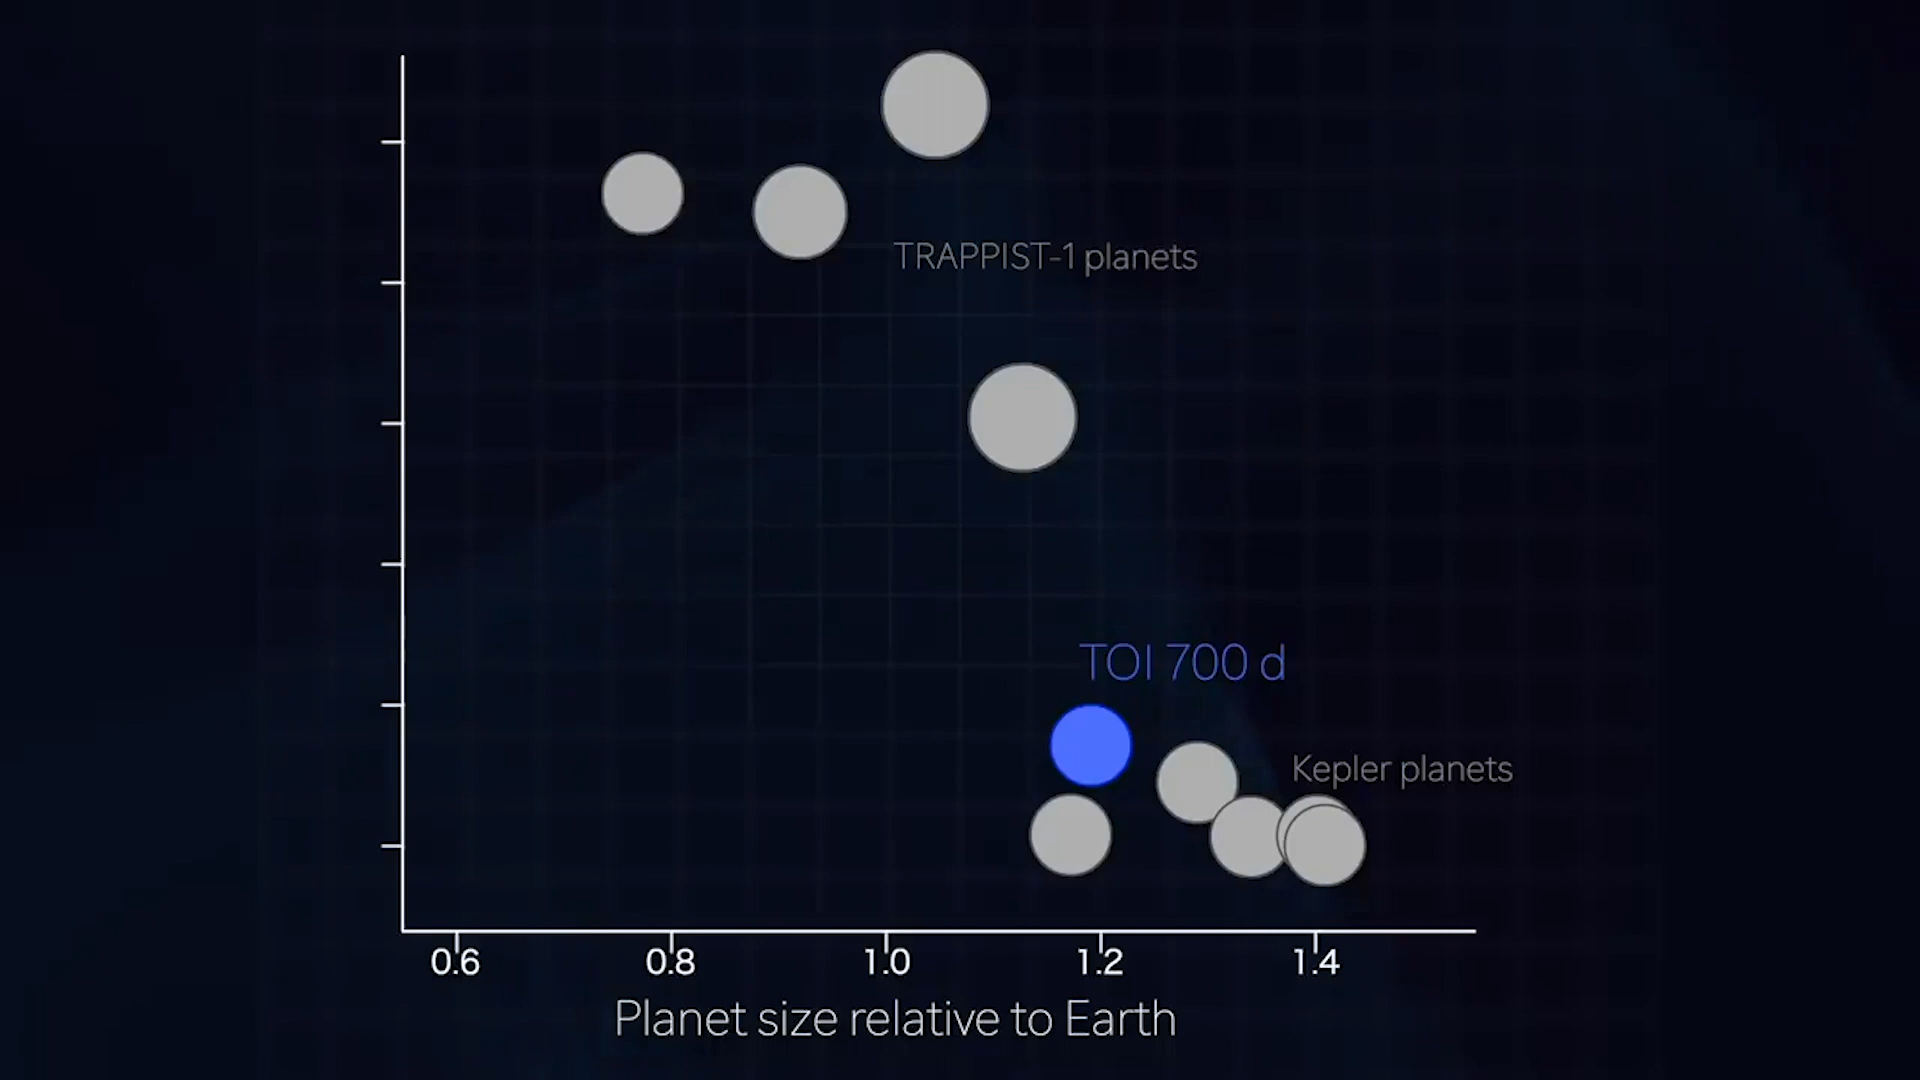 TRAPPIST-1 planets
TOI 700 d
Kepler planets
0.6 0.8 1.0 1.2 1.4
Planet size relative to Earth